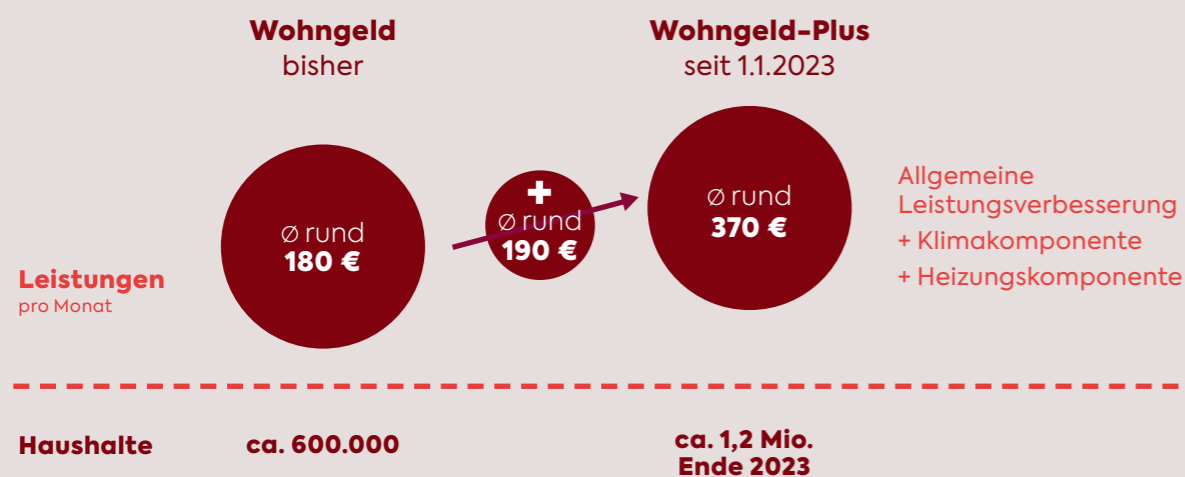 Wohngeld
bisher
Wohngeld-Plus
seit 1.1.2023
Leistungen
pro Monat
Ø rund
180 €
+
Ø rund
190 €
Ø rund
370 €
Allgemeine
Leistungsverbesserung
+ Klimakomponente
+ Heizungskomponente
Haushalte
ca. 600.000
ca. 1,2 Mio.
Ende 2023